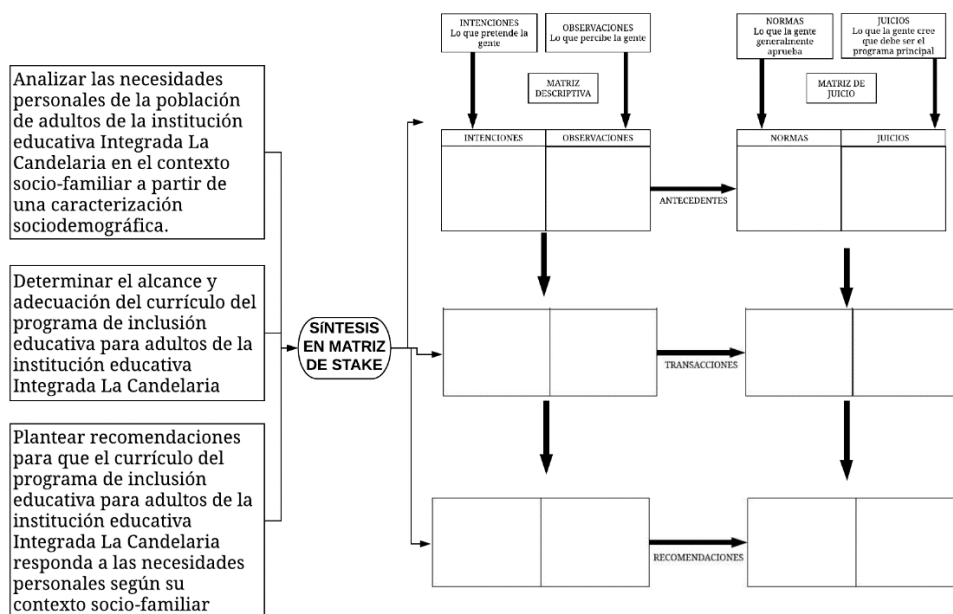 Analizar las necesidades
personales de la población
de adultos de la institución
educativa Integrada La
Candelaria en el contexto
socio-familiar a partir de
una caracterización
sociodemográfica.
Determinar el alcance y
adecuación del currículo del
programa de inclusión
educativa para adultos de la
institución educativa
Integrada La Candelaria
Plantear recomendaciones
para que el currículo del
programa de inclusión
educativa para adultos de la
institución educativa
Integrada La Candelaria
responda a las necesidades
personales según su
contexto socio-familiar
SíNTESIS
EN MATRIZ
DE STAKE
INTENCIONES
Lo que pretende la
gente
OBSERVACIONES
Lo que percibe la gente
MATRIZ
DESCRIPTIVA
INTENCIONES
OBSERVACIONES
NORMAS
Lo que la gente
generalmente
aprueba
JUICIOS
Lo que la gente cree
que debe ser el
programa principal
MATRIZ DE
JUICIO
NORMAS
JUICIOS
ANTECEDENTES
TRANSACCIONES
RECOMENDACIONES